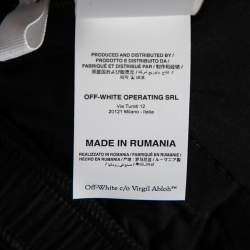 PRODUCED AND DISTRIBUTED BY /
PRODOTTO E DISTRIBUITO DA /
FABRIQUÉ ET DISTRIBUÉ PAR /
OFF-WHITE OPERATING SRL
Via Turati 12
20121 Milano - Italia
MADE IN RUMANIA
REALIZZATO IN ROMANIA / FABRIQUÉ EN ROUMANIE /
HECHO EN RUMANIA /
Off-White c/o Virgil Abloh™